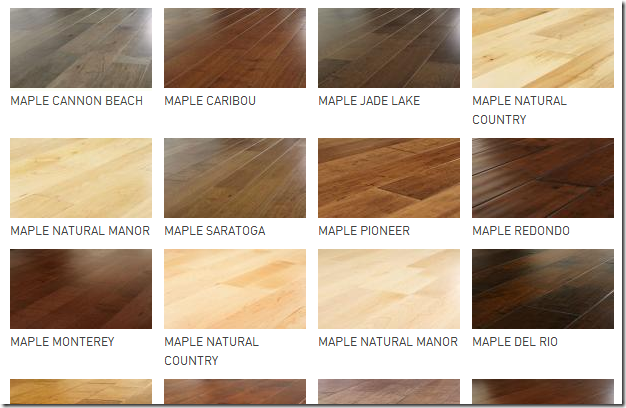 MAPLE CANNON BEACH
MAPLE CARIBOU
MAPLE JADE LAKE
MAPLE NATURAL
COUNTRY
MAPLE NATURAL MANOR
MAPLE SARATOGA
MAPLE PIONEER
MAPLE REDONDO
MAPLE MONTEREY
MAPLE NATURAL
COUNTRY
MAPLE NATURAL MANOR
MAPLE DEL RIO